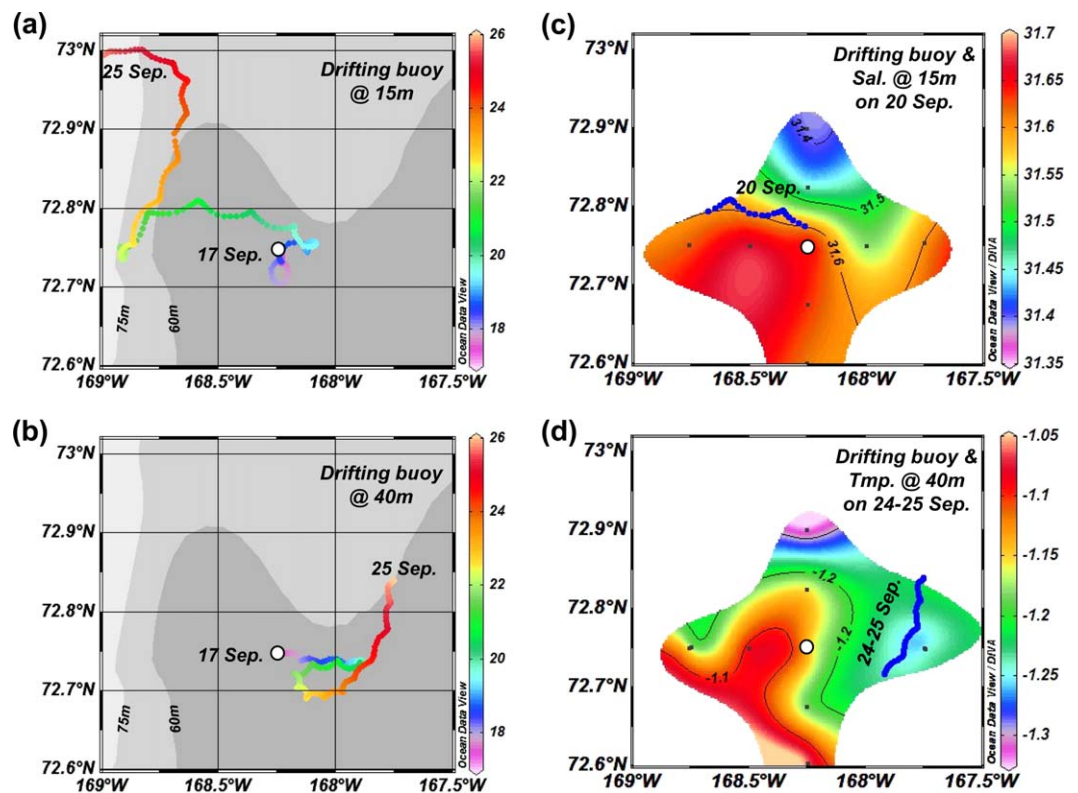 (a)
73°N
72.9°N
72.8°N
72.7°N
72.6°N
169°W
168.5°W
168°W
167.5°W
25 Sep.
Drifting buoy
@ 15m
17 Sep.
75m
60m
26
24
22
20
18
Ocean Data View
(c)
73°N
72.9°N
72.8°N
72.7°N
72.6°N
169°W
168.5°W
168°W
167.5°W
Drifting buoy &
Sal. @ 15m
on 20 Sep.
31.4
20 Sep.
31.5
31.6
31.7
31.65
31.6
31.55
31.5
31.45
31.4
31.35
Ocean Data View / DIVA
(b)
73°N
72.9°N
72.8°N
72.7°N
72.6°N
169°W
168.5°W
168°W
167.5°W
Drifting buoy
@ 40m
25 Sep.
17 Sep.
75m
60m
26
24
22
20
18
Ocean Data View
(d)
73°N
72.9°N
72.8°N
72.7°N
72.6°N
169°W
168.5°W
168°W
167.5°W
Drifting buoy &
Tmp. @ 40m
on 24-25 Sep.
-1.2
-1.2
24-25 Sep.
-1.1
-1.05
-1.1
-1.15
-1.2
-1.25
-1.3
Ocean Data View / DIVA